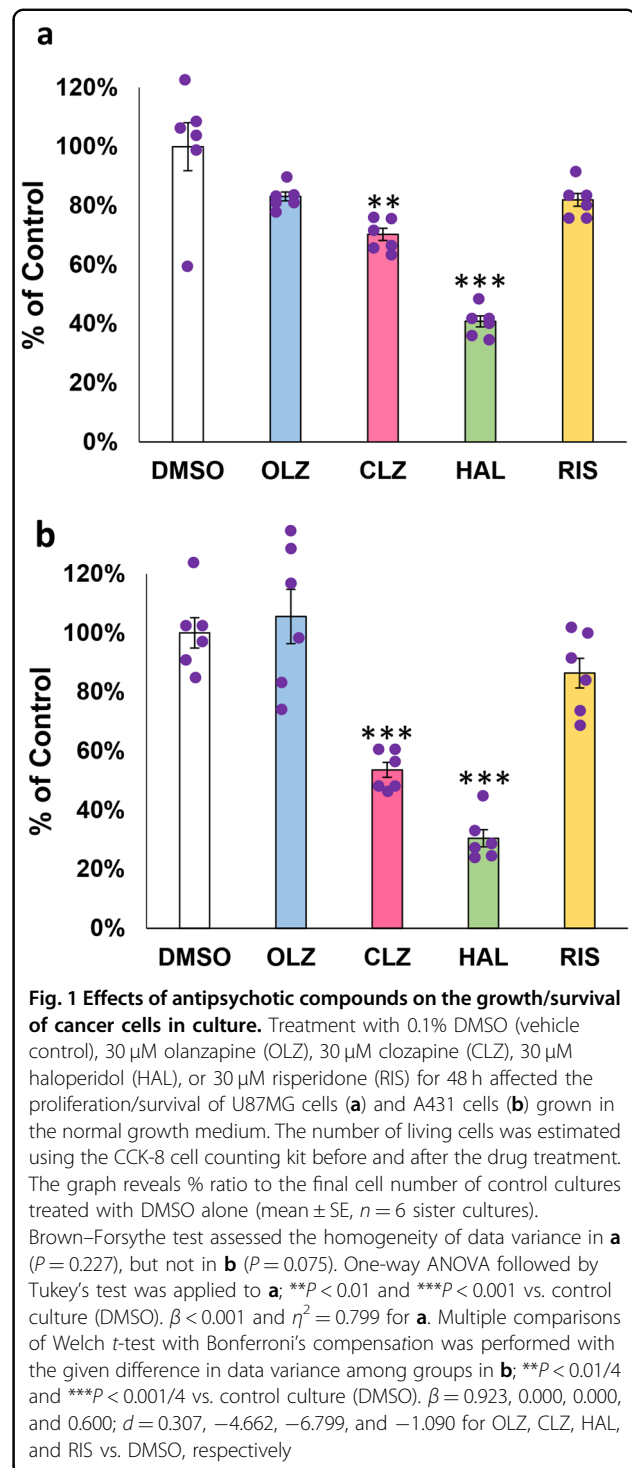 a
120%
100%
80%
60%
40%
20%
0%
% of Control
**
***
DMSO OLZ CLZ HAL RIS
b
120%
100%
80%
60%
40%
20%
0%
% of Control
***
***
DMSO OLZ CLZ HAL RIS
Fig. 1 Effects of antipsychotic compounds on the growth/survival
of cancer cells in culture. Treatment with 0.1% DMSO (vehicle
control), 30 µM olanzapine (OLZ), 30 µM clozapine (CLZ), 30 µM
haloperidol (HAL), or 30 µM risperidone (RIS) for 48 h affected the
proliferation/survival of U87MG cells (a) and A431 cells (b) grown in
the normal growth medium. The number of living cells was estimated
using the CCK-8 cell counting kit before and after the drug treatment.
The graph reveals % ratio to the final cell number of control cultures
treated with DMSO alone (mean ± SE, n = 6 sister cultures).
Brown–Forsythe test assessed the homogeneity of data variance in a
(P = 0.227), but not in b (P = 0.075). One-way ANOVA followed by
Tukey's test was applied to a; **P < 0.01 and ***P < 0.001 vs. control
culture (DMSO). β < 0.001 and η² = 0.799 for a. Multiple comparisons
of Welch t-test with Bonferroni's compensation was performed with
the given difference in data variance among groups in b; **P < 0.01/4
and ***P < 0.001/4 vs. control culture (DMSO). β = 0.923, 0.000, 0.000,
and 0.600; d = 0.307, −4.662, −6.799, and −1.090 for OLZ, CLZ, HAL,
and RIS vs. DMSO, respectively